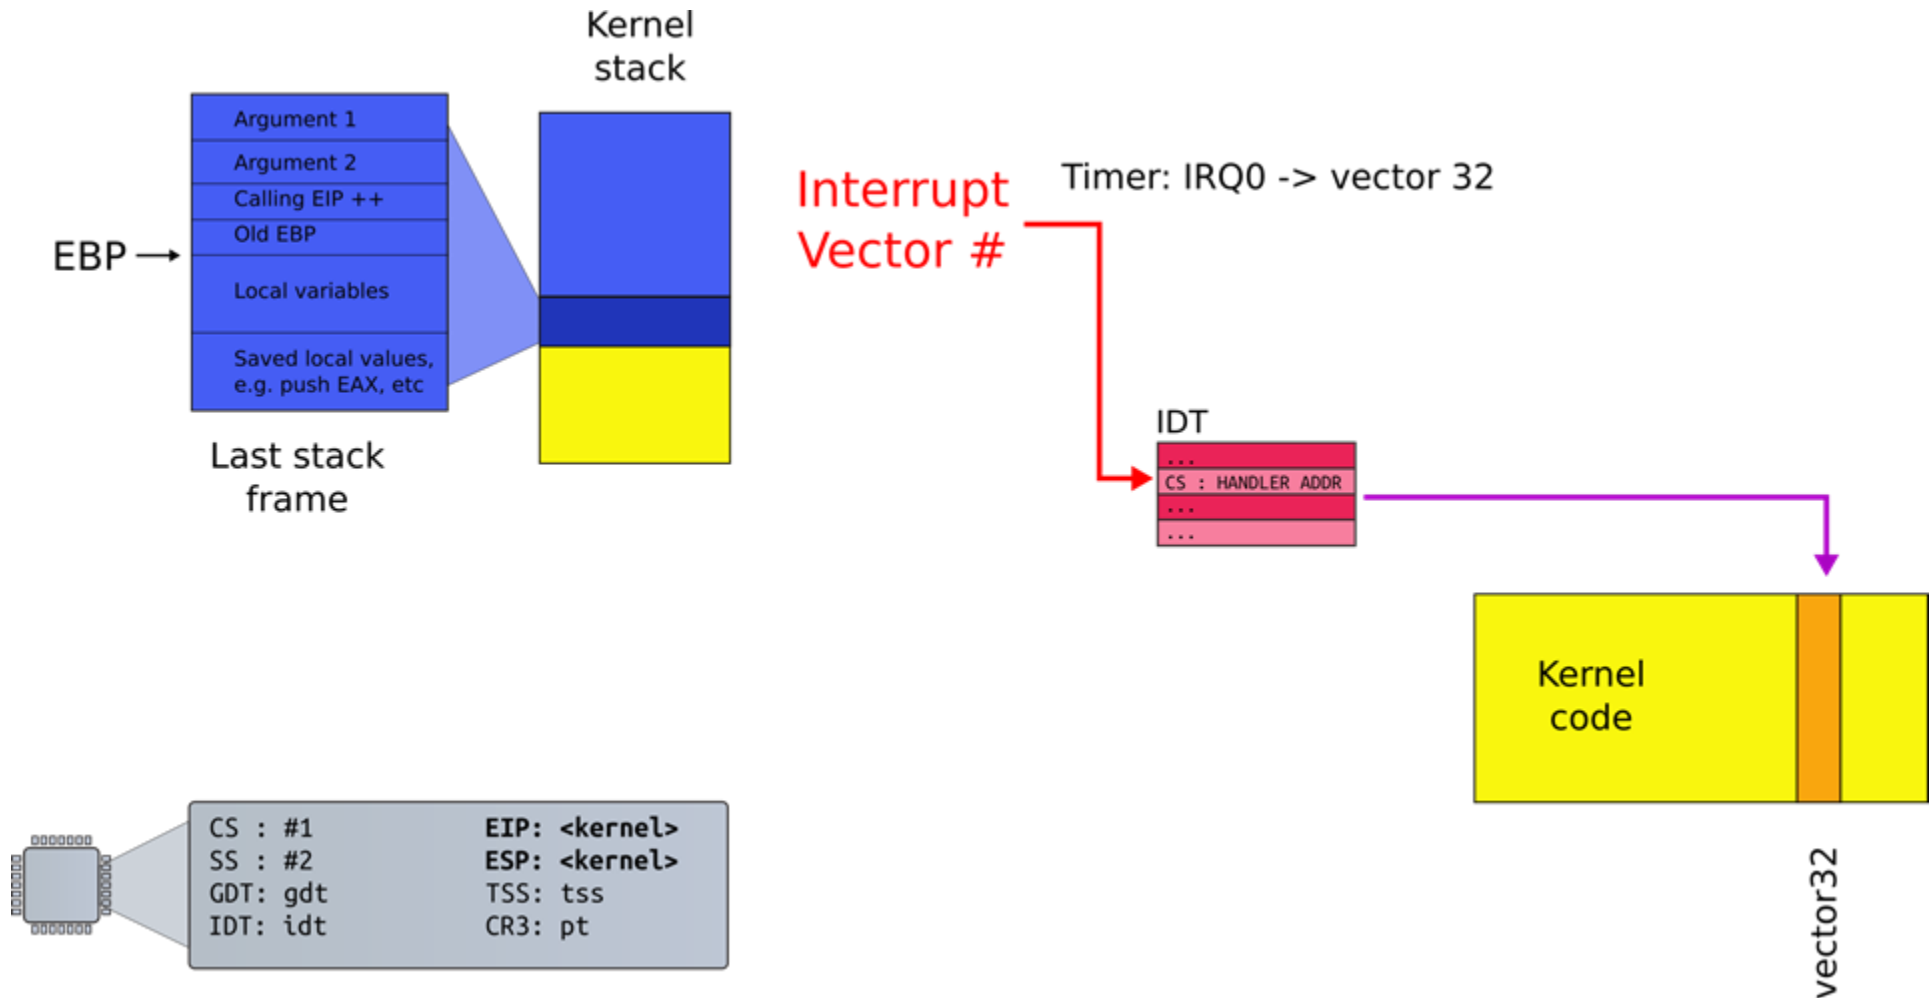 Kernel
stack
Argument 1
Argument 2
Calling EIP ++
Old EBP
EBP
Local variables
Saved local values,
e.g. push EAX, etc
Last stack
frame
Interrupt
Vector #
Timer: IRQ0 -> vector 32
IDT
...
CS : HANDLER ADDR
...
...
Kernel
code
vector32
CS : #1 EIP: <kernel>
SS : #2 ESP: <kernel>
GDT: gdt TSS: tss
IDT: idt CR3: pt